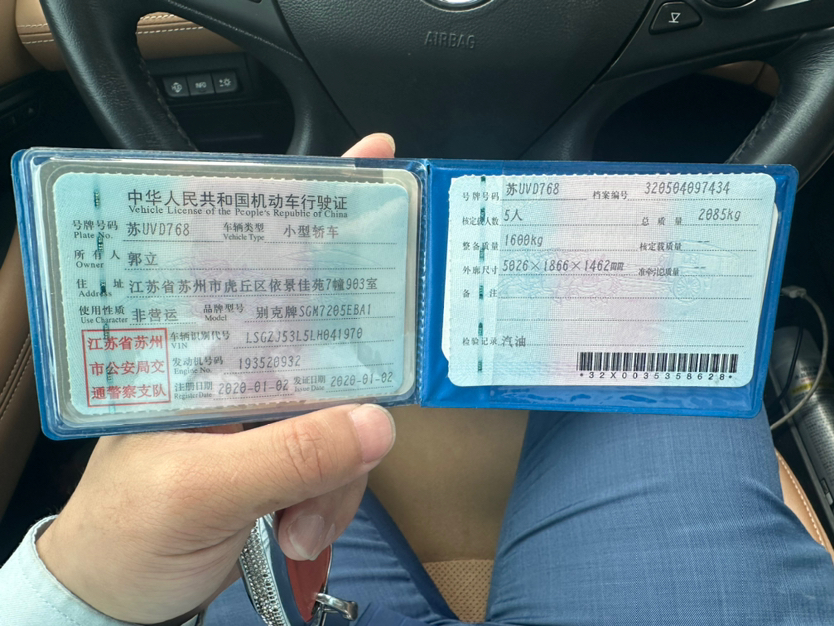 AIRBAG
INFO
中华人民共和国机动车行驶证
Vehicle License of the People's Republic of China
号牌号码 苏UVD768 车辆类型 小型轿车
Plate No. Vehicle Type
所有人 郭立
Owner
住址 江苏省苏州市虎丘区依景佳苑7幢903室
Address
使用性质 非营运 品牌型号 别克牌SGM7205EBA1
Use Character Model
江苏省苏州
市公安局交
通警察支队
车辆识别代号 LSGZJ53L5LH041970
VIN
发动机号码 193520932
Engine No.
注册日期 2020-01-02 发证日期 2020-01-02
Register Date Issue Date
号牌号码 苏UVD768 档案编号 320504097434
核定载人数 5人 总质量 2085kg
整备质量 1600kg 核定载质量 --
外廓尺寸 5026×1866×1462mm 准牵引总质量 --
备注
检验记录 汽油
*32X0035358628*